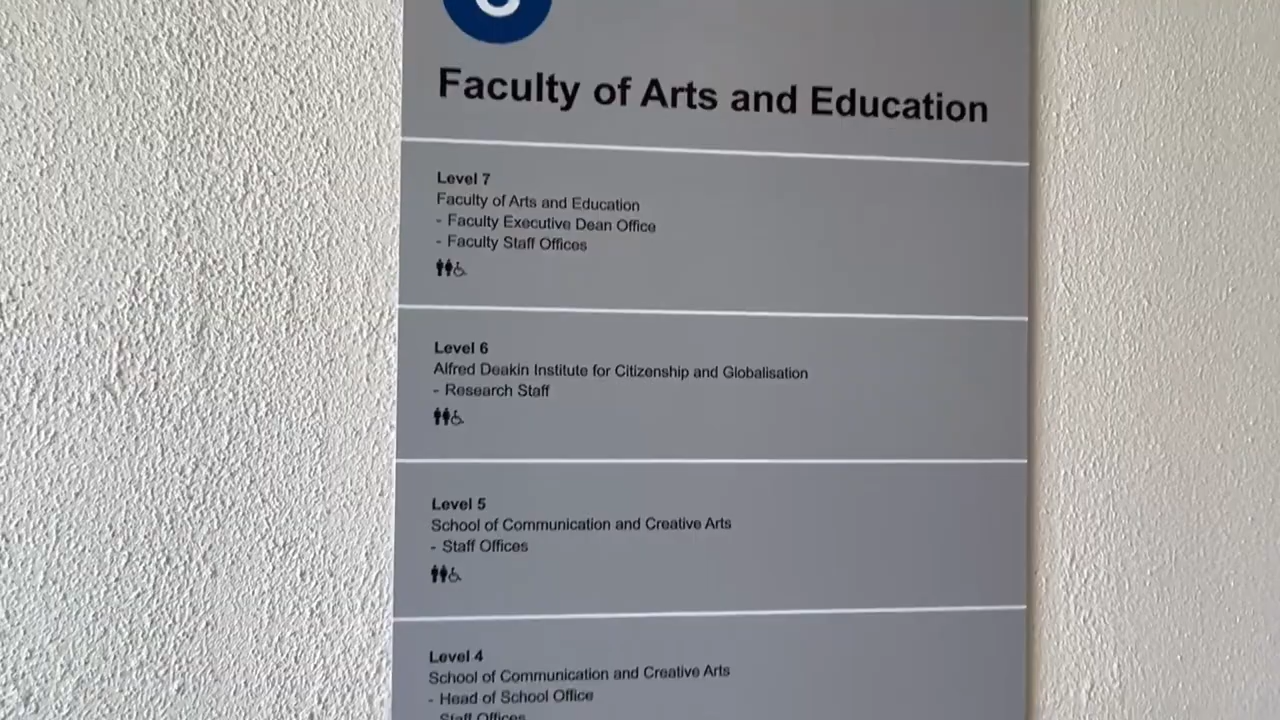 Faculty of Arts and Education
Level 7
Faculty of Arts and Education
- Faculty Executive Dean Office
- Faculty Staff Offices
Level 6
Alfred Deakin Institute for Citizenship and Globalisation
- Research Staff
Level 5
School of Communication and Creative Arts
- Staff Offices
Level 4
School of Communication and Creative Arts
- Head of School Office
- Staff Offices